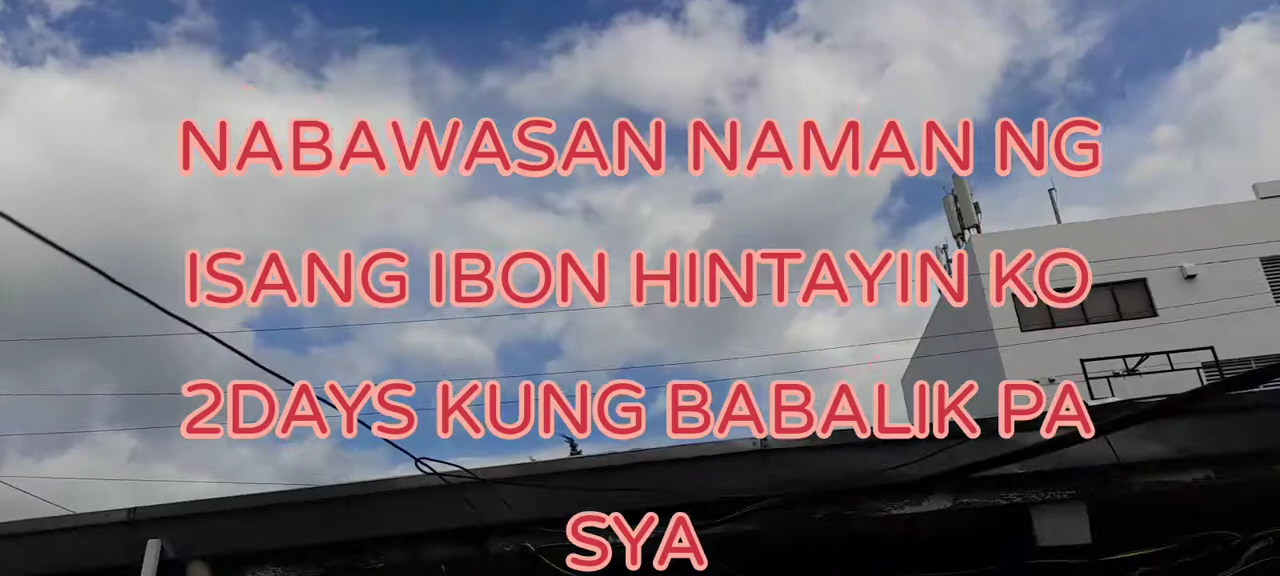 NABAWASAN NAMAN NG
ISANG IBON HINTAYIN KO
2DAYS KUNG BABALIK PA
SYA